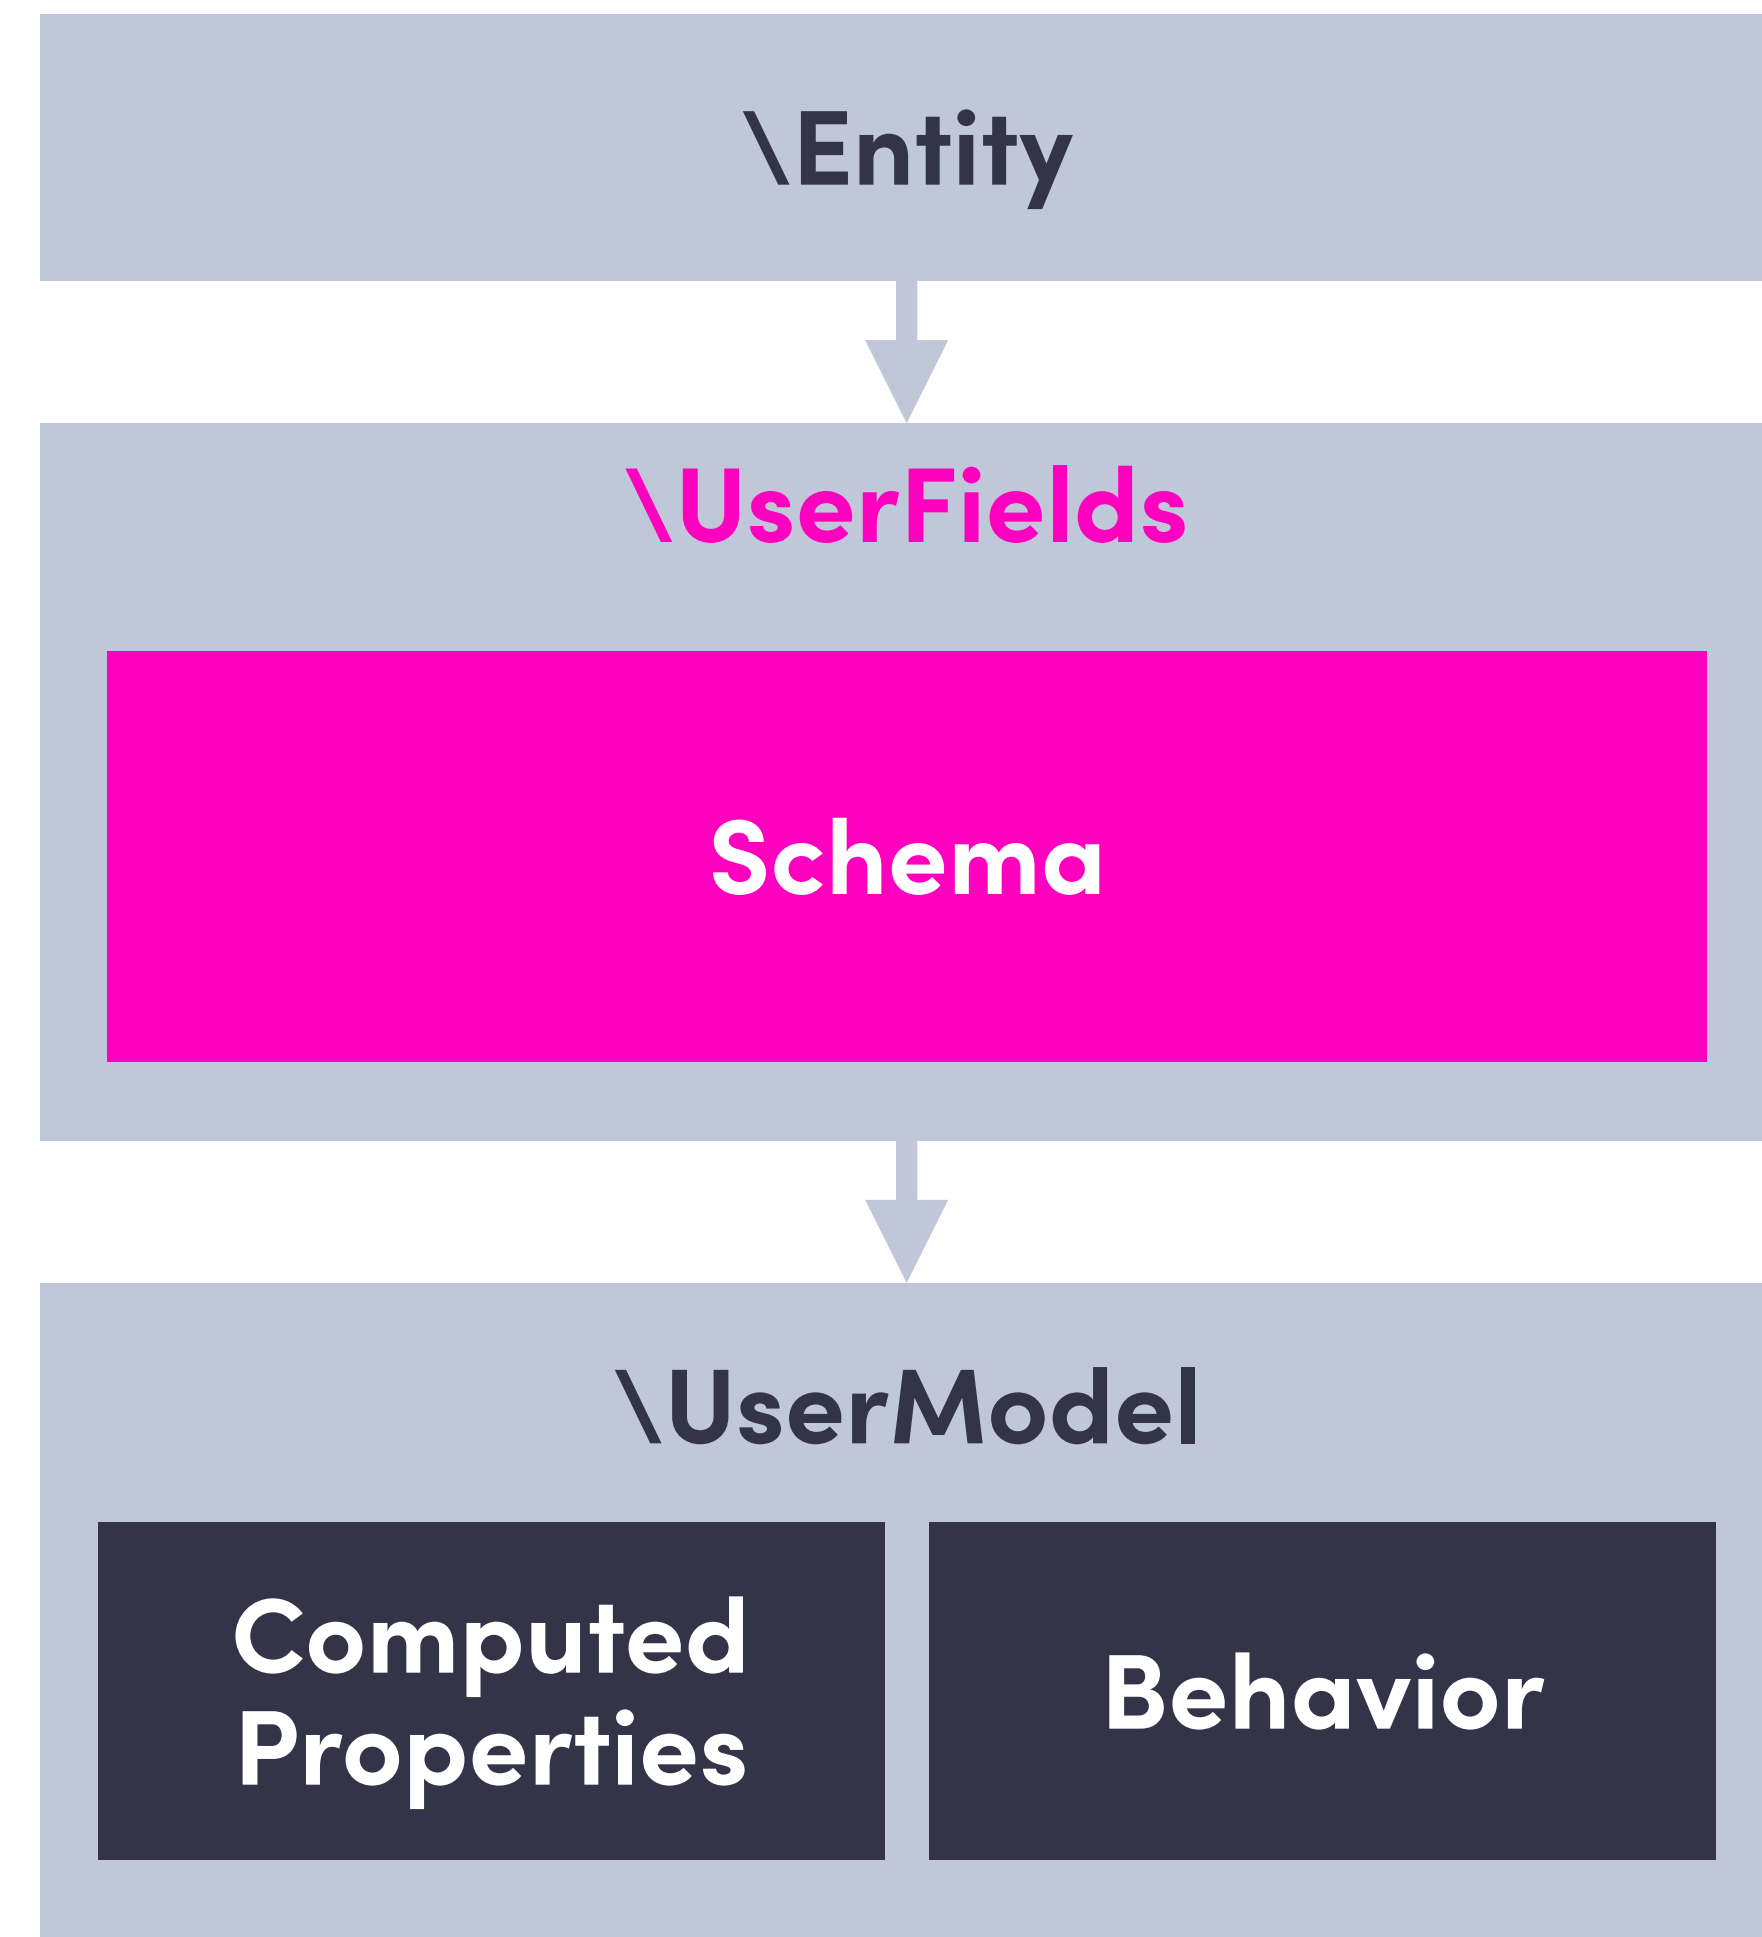 \Entity
\UserFields
Schema
\UserModel
Computed
Properties
Behavior